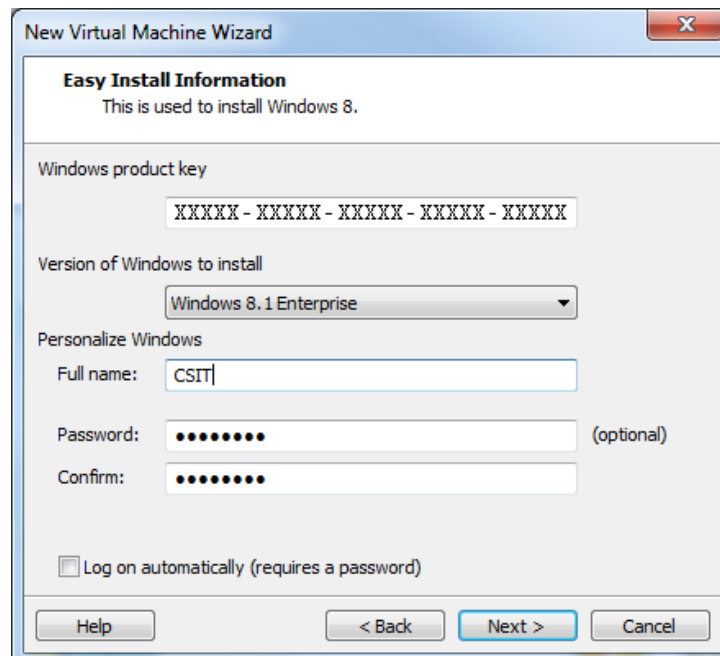 New Virtual Machine Wizard
Easy Install Information
This is used to install Windows 8.
Windows product key
XXXXX - XXXXX - XXXXX - XXXXX - XXXXX
Version of Windows to install
Windows 8.1 Enterprise
Personalize Windows
Full name: CSIT
Password: ●●●●●●●● (optional)
Confirm: ●●●●●●●●
Log on automatically (requires a password)
Help < Back Next > Cancel